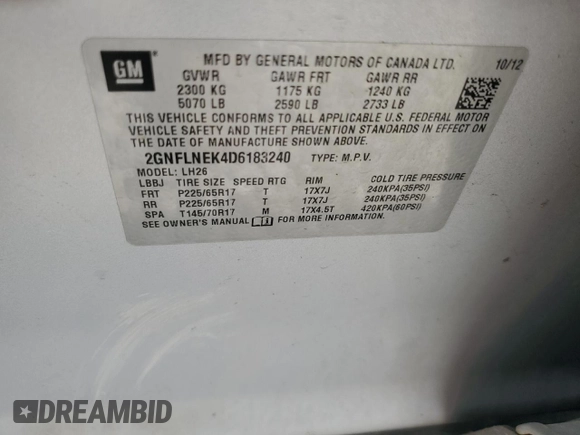 GM
MFD BY GENERAL MOTORS OF CANADA LTD. 10/12
GVWR GAWR FRT GAWR RR
2300 KG 1175 KG 1240 KG
5070 LB 2590 LB 2733 LB
THIS VEHICLE CONFORMS TO ALL APPLICABLE U.S. FEDERAL MOTOR
VEHICLE SAFETY AND THEFT PREVENTION STANDARDS IN EFFECT ON
THE DATE OF MANUFACTURE SHOWN ABOVE.
2GNFLNEK4D6183240 TYPE: M.P.V.
MODEL: LH26
LBBJ TIRE SIZE SPEED RTG RIM COLD TIRE PRESSURE
FRT P225/65R17 S 17X7J 240KPA(35PSI)
RR P225/65R17 S 17X7J 240KPA(35PSI)
SPA T145/70R17 M 17X4.5T 420KPA(60PSI)
SEE OWNER'S MANUAL FOR MORE INFORMATION.
DREAMBID